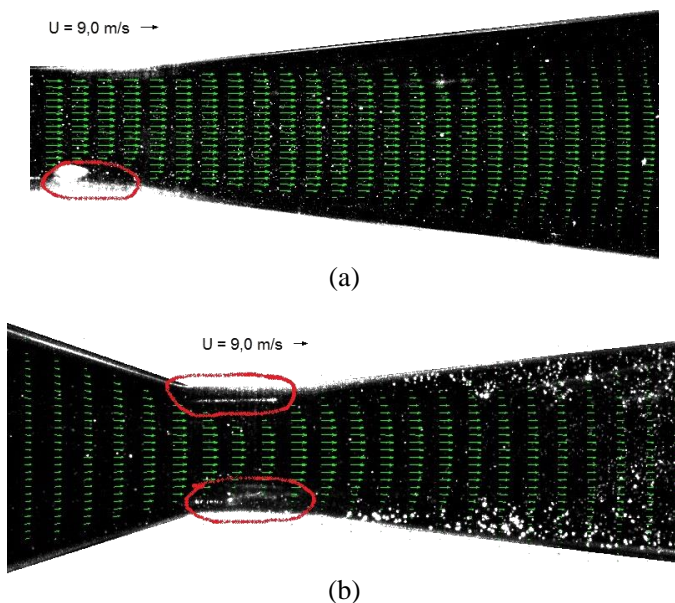 U = 9,0 m/s →
(a)
U = 9,0 m/s →
(b)